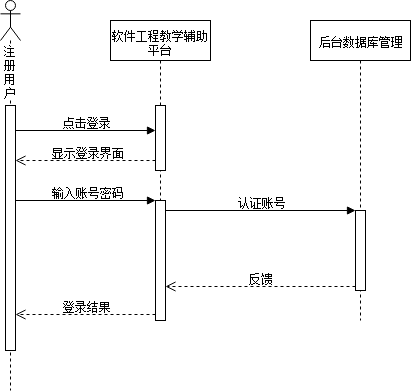 软件工程教学辅助
平台
后台数据库管理
注
册
用
户
点击登录
显示登录界面
输入账号密码
认证账号
反馈
登录结果